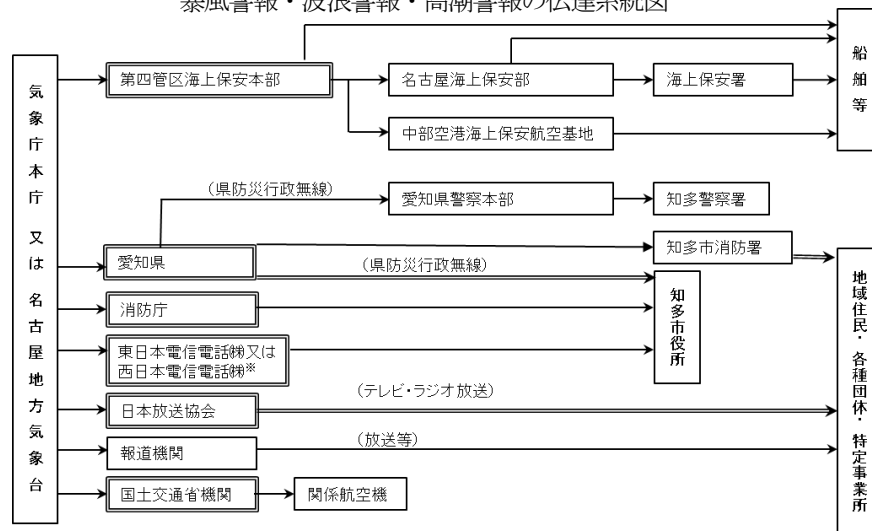 暴風警報・波浪警報・高潮警報の伝達系統図
気象庁本庁 又は 名古屋地方気象台
第四管区海上保安本部
名古屋海上保安部
海上保安署
船舶等
中部空港海上保安航空基地
(県防災行政無線)
愛知県警察本部
知多警察署
愛知県
知多市消防署
(県防災行政無線)
消防庁
知多市役所
東日本電信電話㈱又は
西日本電信電話㈱※
日本放送協会
(テレビ・ラジオ放送)
報道機関
(放送等)
国土交通省機関
関係航空機
地域住民・各種団体・特定事業所